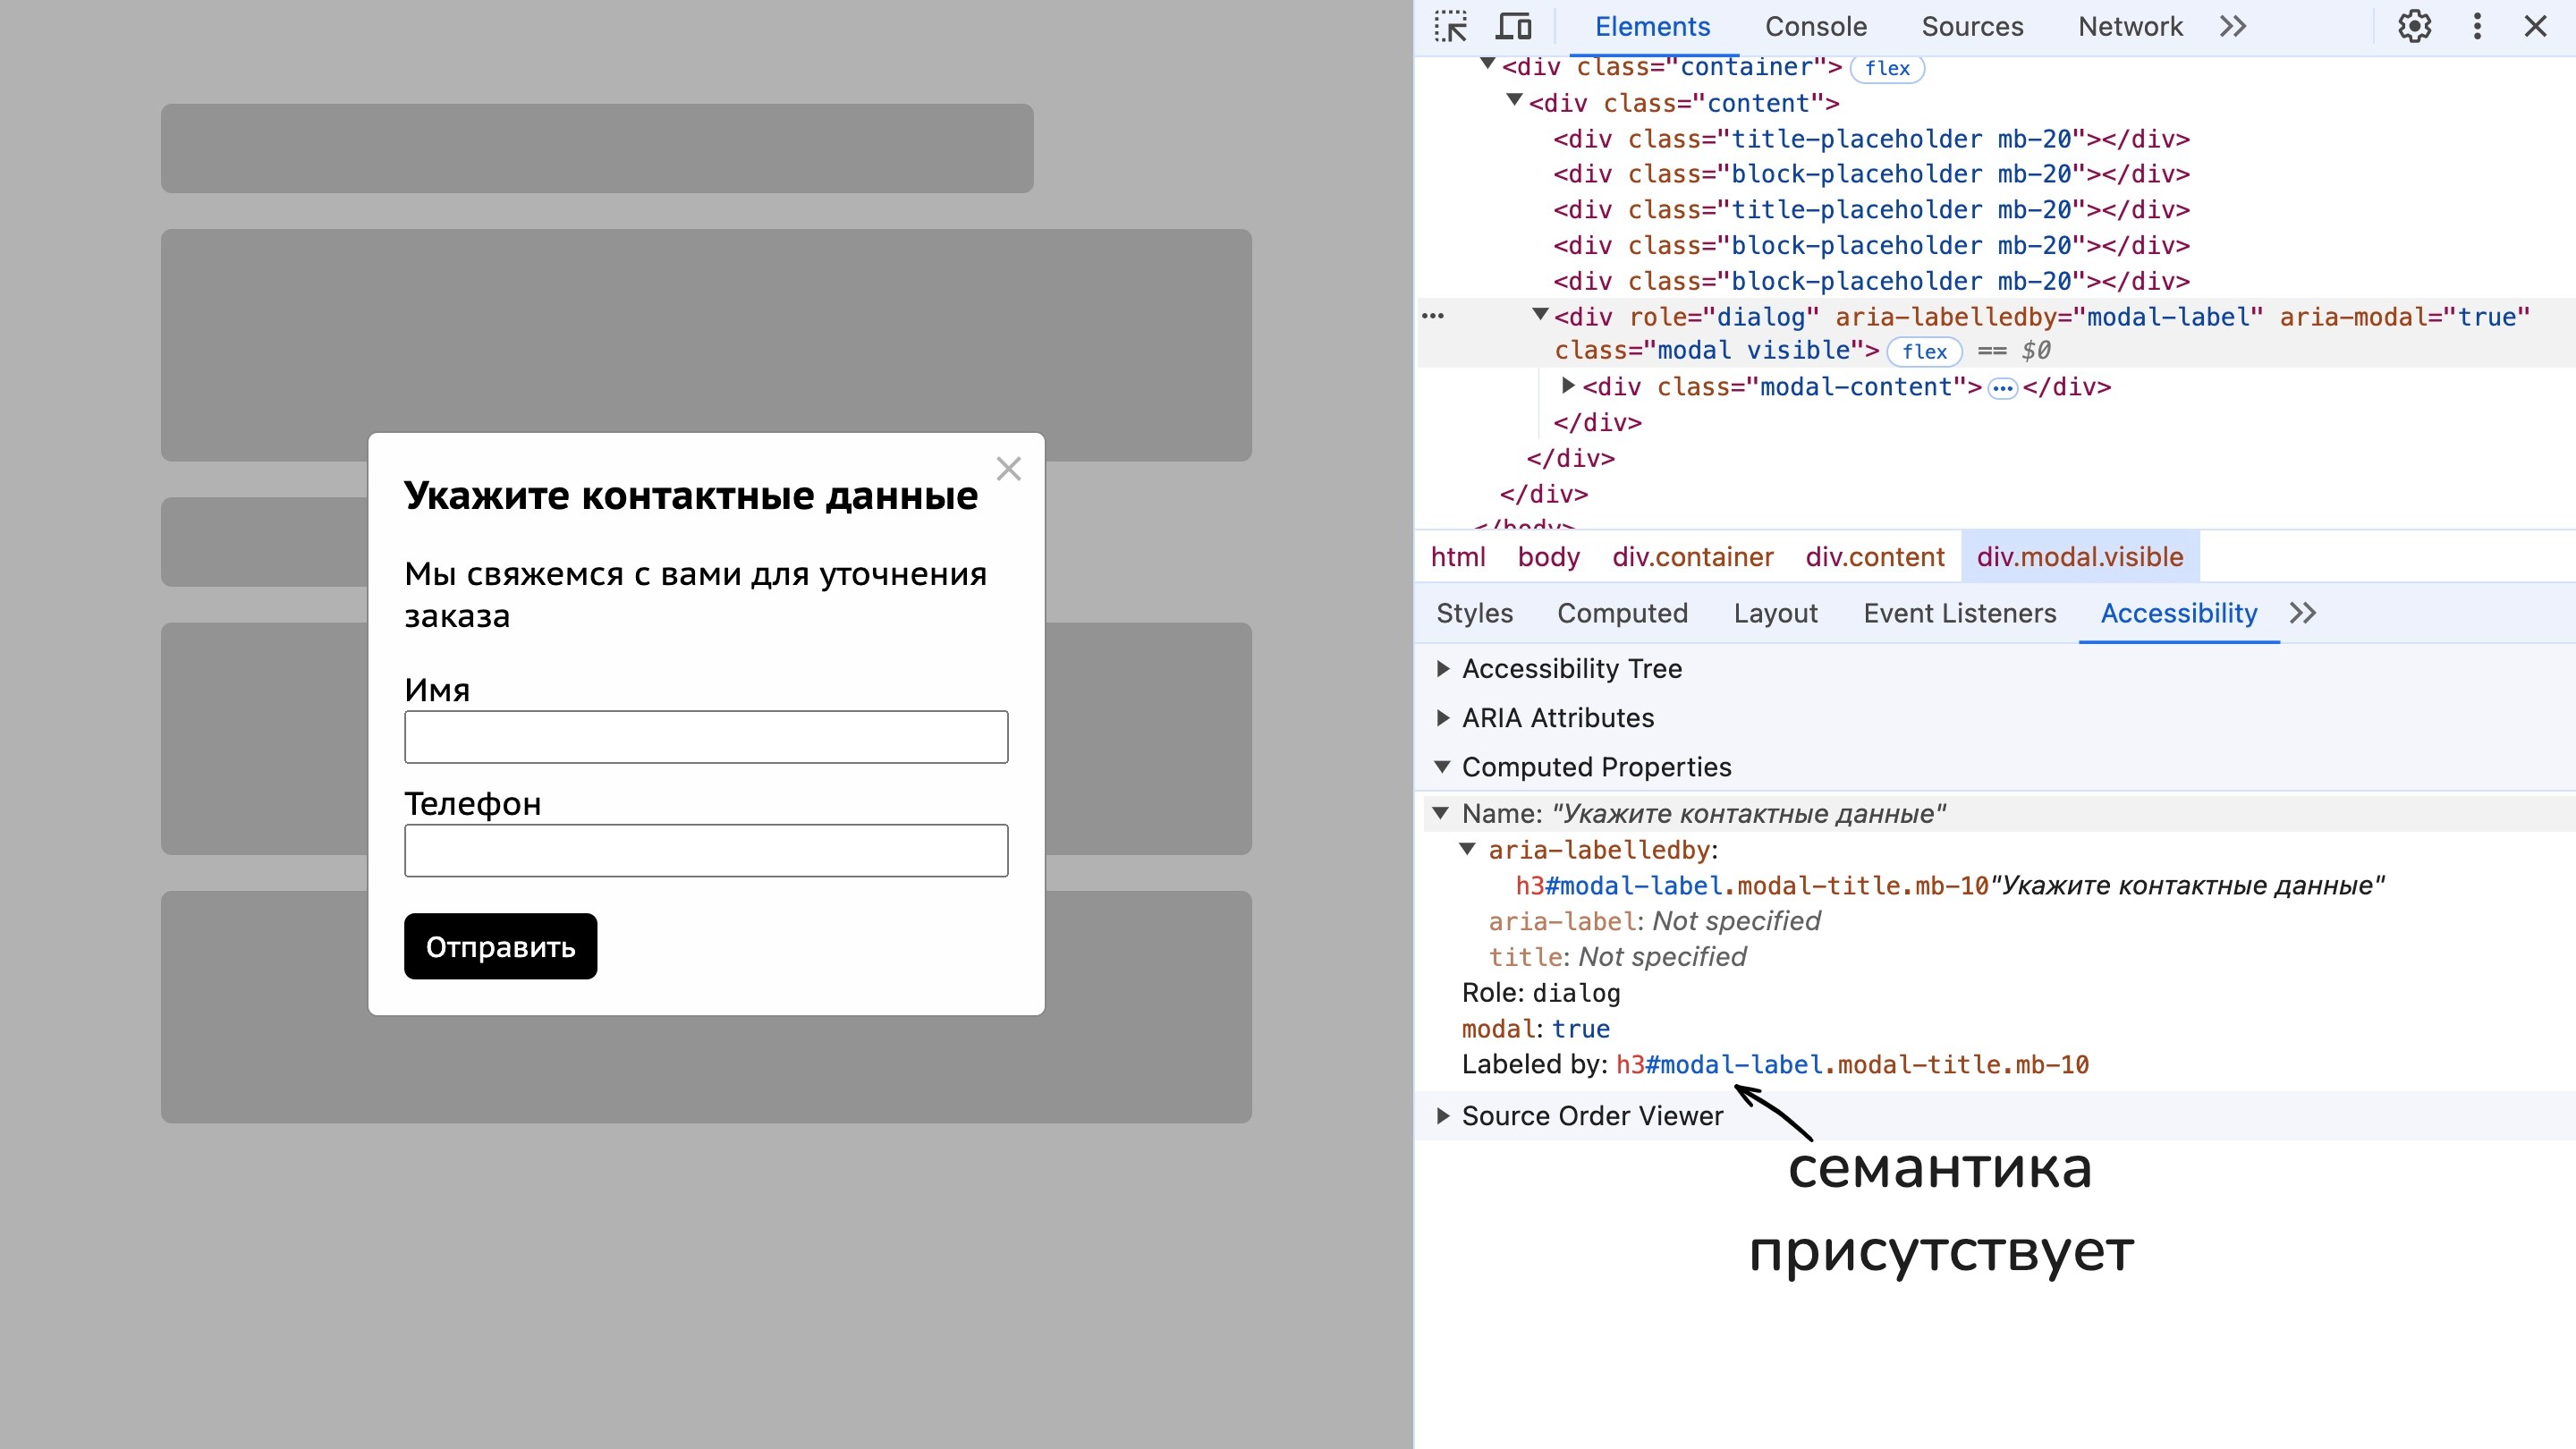 Укажите контактные данные
Мы свяжемся с вами для уточнения
заказа
Имя
Телефон
Отправить
Elements Console Sources Network
<div class="container"> flex
<div class="content">
<div class="title-placeholder mb-20"></div>
<div class="block-placeholder mb-20"></div>
<div class="title-placeholder mb-20"></div>
<div class="block-placeholder mb-20"></div>
<div class="block-placeholder mb-20"></div>
<div role="dialog" aria-labelledby="modal-label" aria-modal="true"
class="modal visible"> flex == $0
<div class="modal-content"> … </div>
</div>
</div>
</div>
</body>
html body div.container div.content div.modal.visible
Styles Computed Layout Event Listeners Accessibility
Accessibility Tree
ARIA Attributes
Computed Properties
Name: "Укажите контактные данные"
aria-labelledby:
h3#modal-label.modal-title.mb-10"Укажите контактные данные"
aria-label: Not specified
title: Not specified
Role: dialog
modal: true
Labeled by: h3#modal-label.modal-title.mb-10
Source Order Viewer
семантика
присутствует